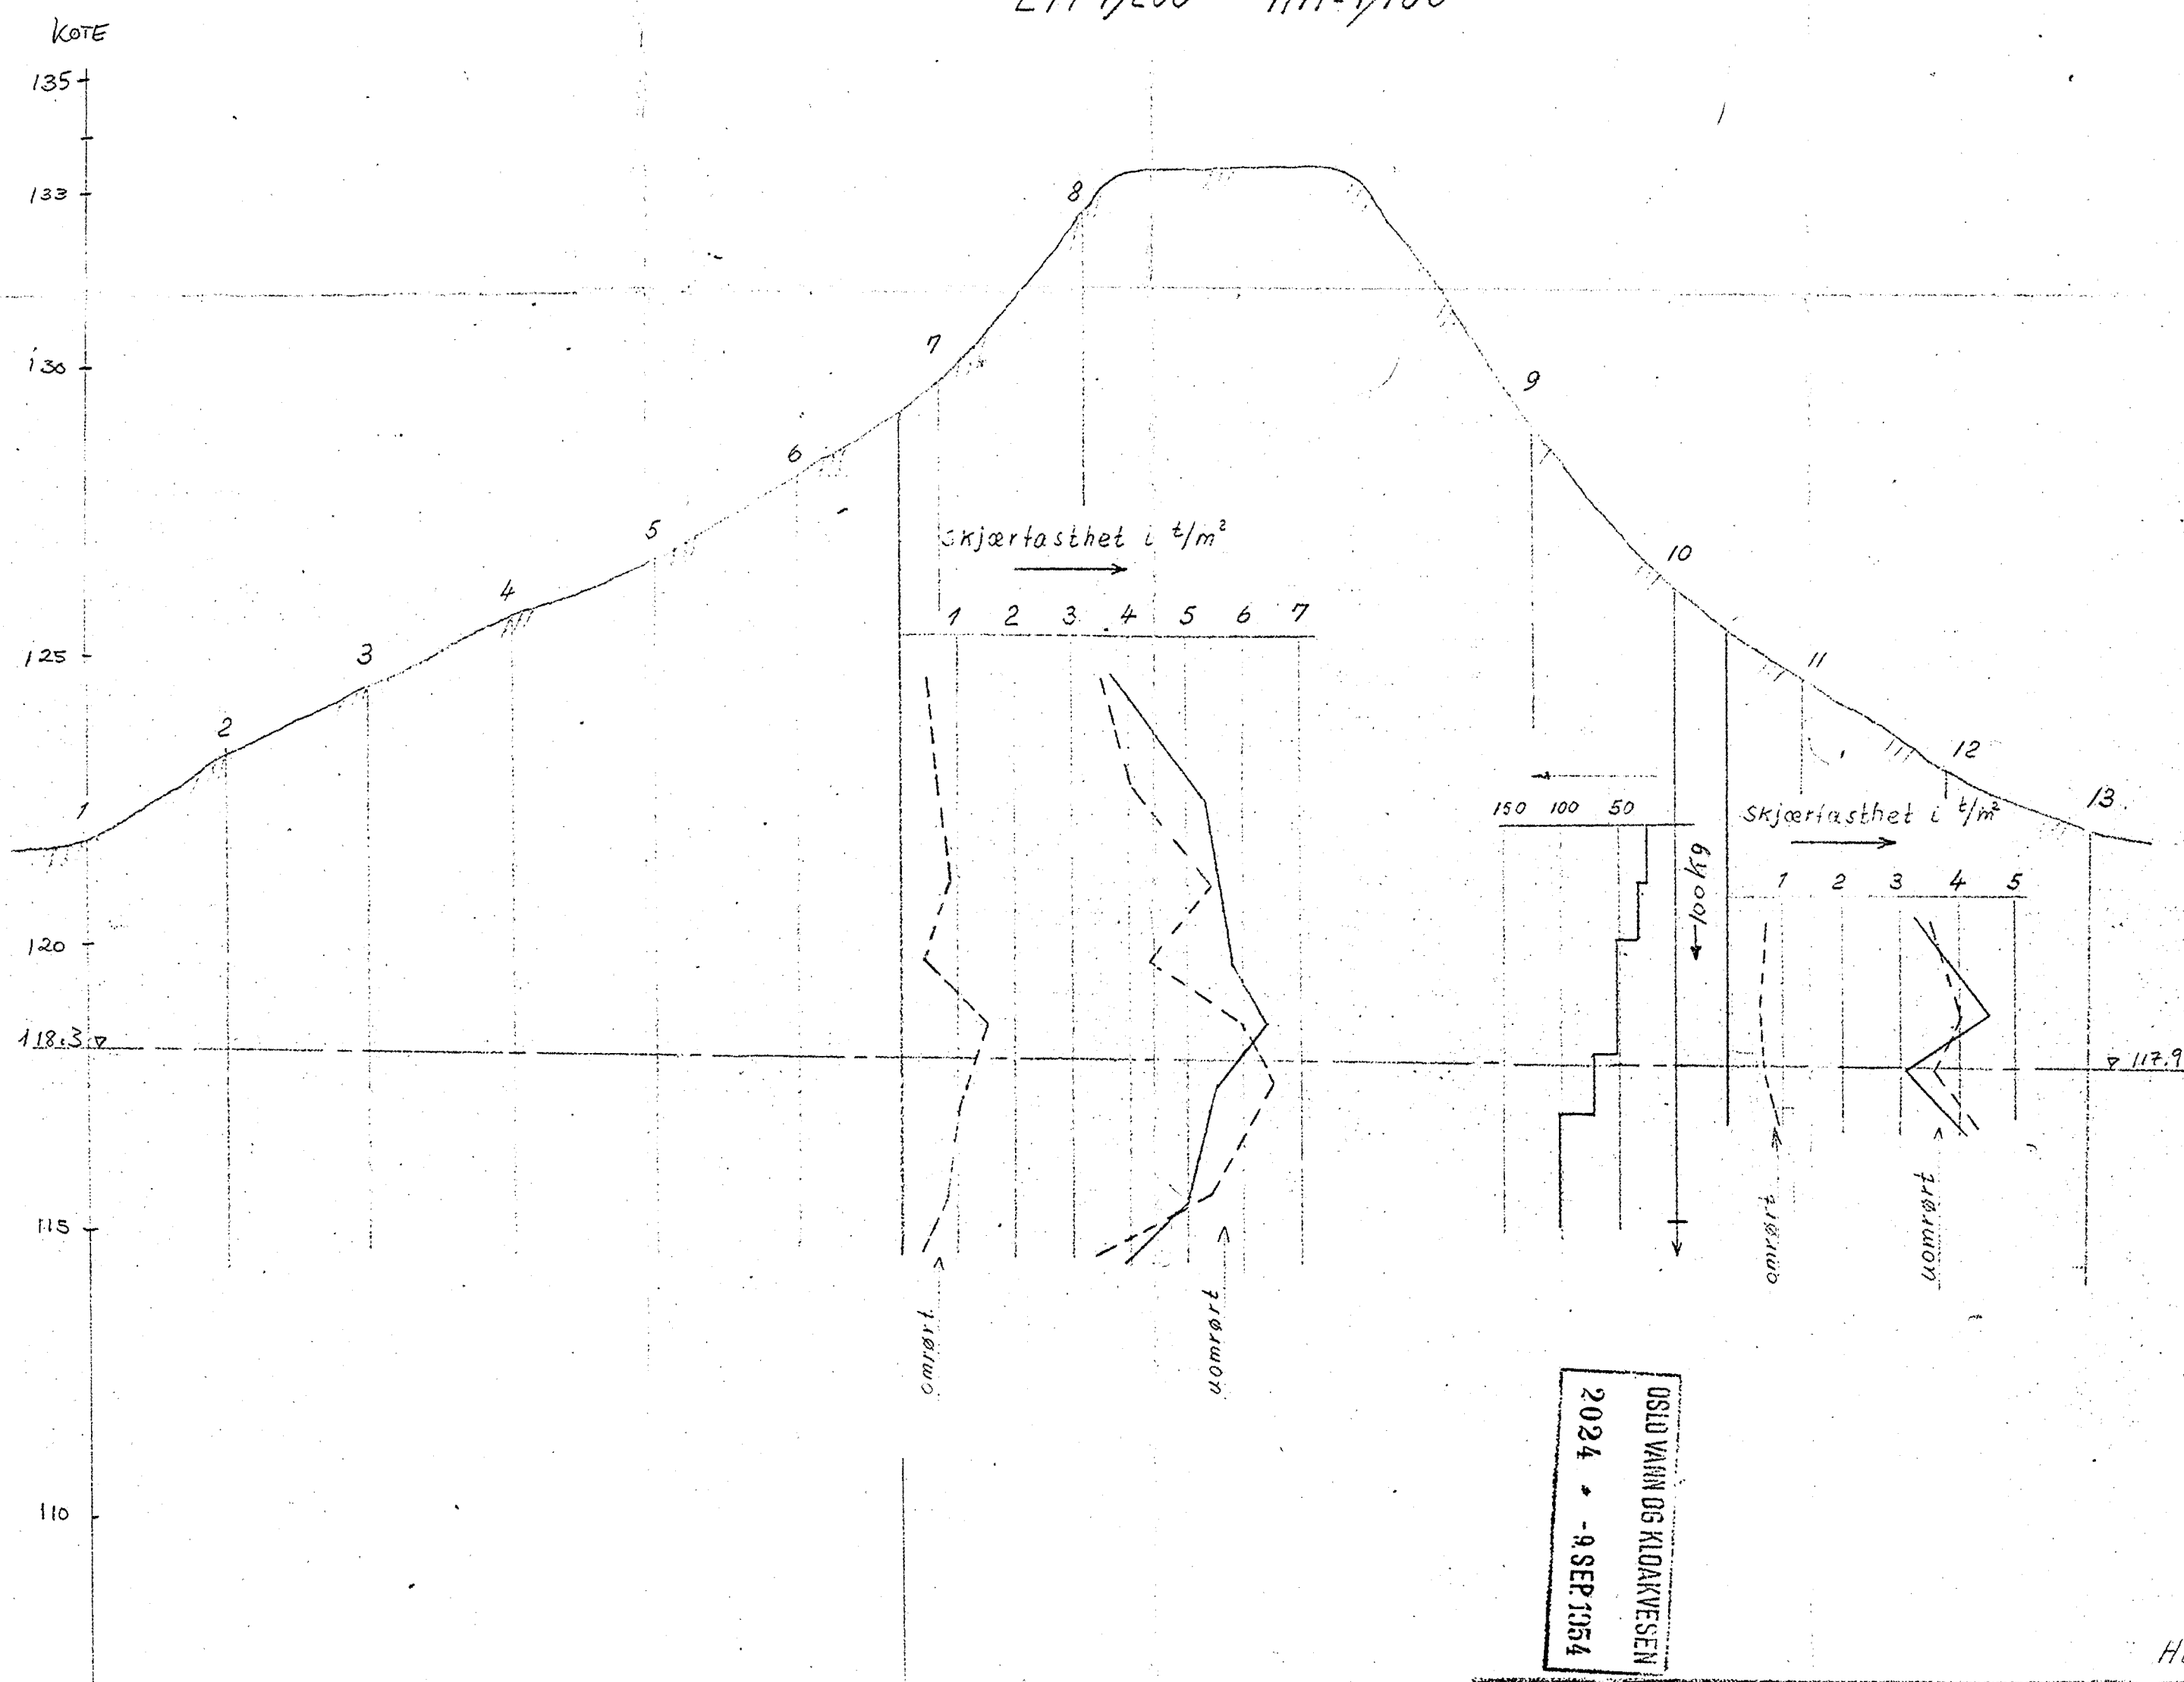 KOTE
135
133
130
125
120
118.3
115
110
1
2
3
4
5
6
7
8
9
10
11
12
13
Skjærfasthet i t/m²
1 2 3 4 5 6 7
omrørt
uomrørt
150 100 50
100 kg
Skjærfasthet i t/m²
1 2 3 4 5
omrørt
uomrørt
117.9
OSLO VANN OG KLOAKVESEN
2024 * -9. SEP. 1954